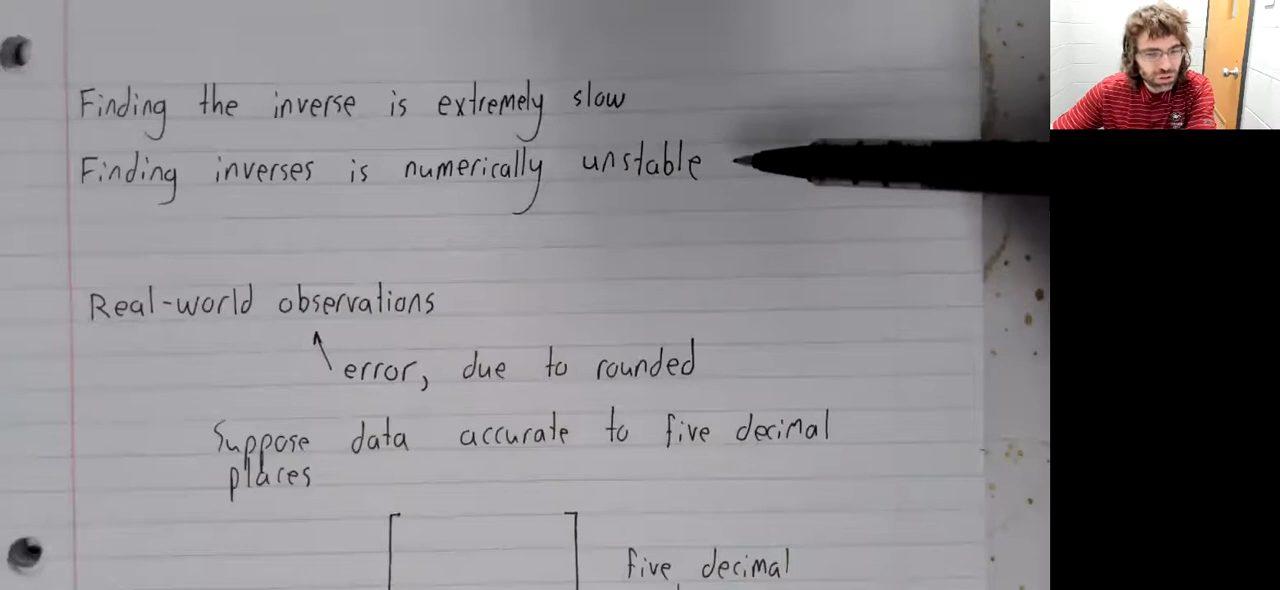 Finding the inverse is extremely slow
Finding inverses is numerically unstable
Real-world observations
error, due to rounded
Suppose data accurate to five decimal
places
five decimal